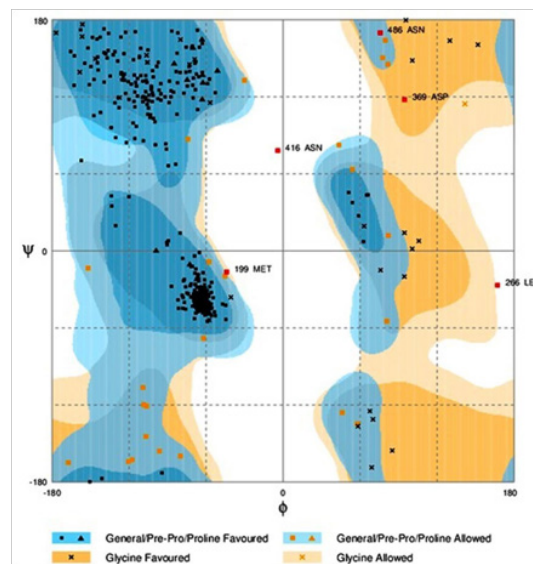 180
486 ASN
369 ASP
416 ASN
ψ
0
199 MET
266 LE
-180
-180
0
180
ϕ
General/Pre-Pro/Proline Favoured
General/Pre-Pro/Proline Allowed
Glycine Favoured
Glycine Allowed